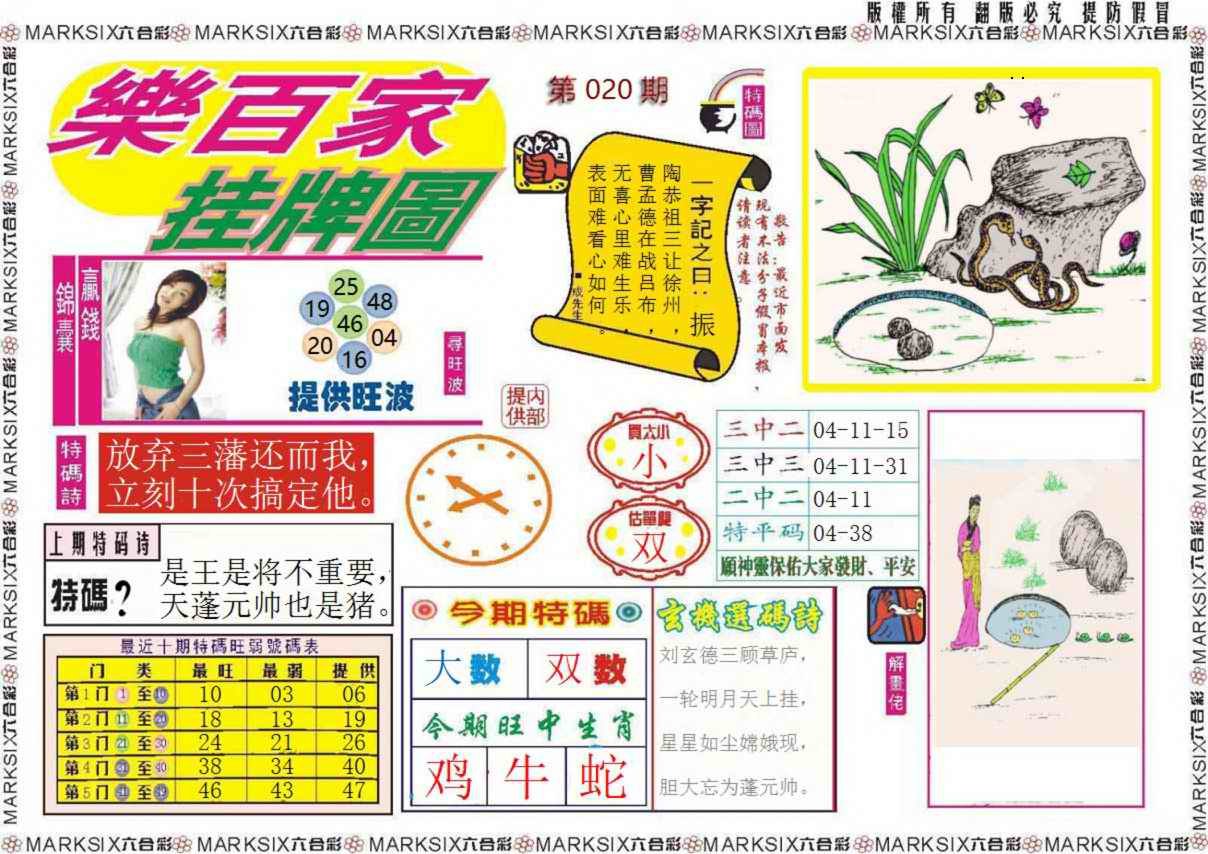 版權所有 翻版必究 提防假冒
MARKSIX六合彩 MARKSIX六合彩 MARKSIX六合彩 MARKSIX六合彩 MARKSIX六合彩 MARKSIX六合彩 MARKSIX六合彩
樂百家
挂牌圖
第 020 期
特碼圖
一字記之曰：振
陶恭祖三让徐州，
曹孟德在战吕布，
无喜心里难生乐，
表面难看心如何。
■成先生
敬告：最近市面发
现有不法分子假冒本报，
请读者注意。
贏錢
錦囊
25
19
48
46
20
04
16
提供旺波
尋旺波
内部
提供
特碼詩
放弃三藩还而我，
立刻十次搞定他。
上期特码诗
特碼？
是王是将不重要，
天蓬元帅也是猪。
買大小
小
估單雙
双
三中二 04-11-15
三中三 04-11-31
二中二 04-11
特平码 04-38
願神靈保佑大家發財、平安
最近十期特碼旺弱號碼表
门 类 最旺 最弱 提供
第1门 1 至 10 10 03 06
第2门 11 至 20 18 13 19
第3门 21 至 30 24 21 26
第4门 31 至 40 38 34 40
第5门 41 至 49 46 43 47
今期特碼
大数 双数
今期旺中生肖
鸡 牛 蛇
玄機選碼詩
刘玄德三顾草庐，
一轮明月天上挂，
星星如尘嫦娥现，
胆大忘为蓬元帅。
解畫佬
MARKSIX六合彩 MARKSIX六合彩 MARKSIX六合彩 MARKSIX六合彩 MARKSIX六合彩 MARKSIX六合彩 MARKSIX六合彩